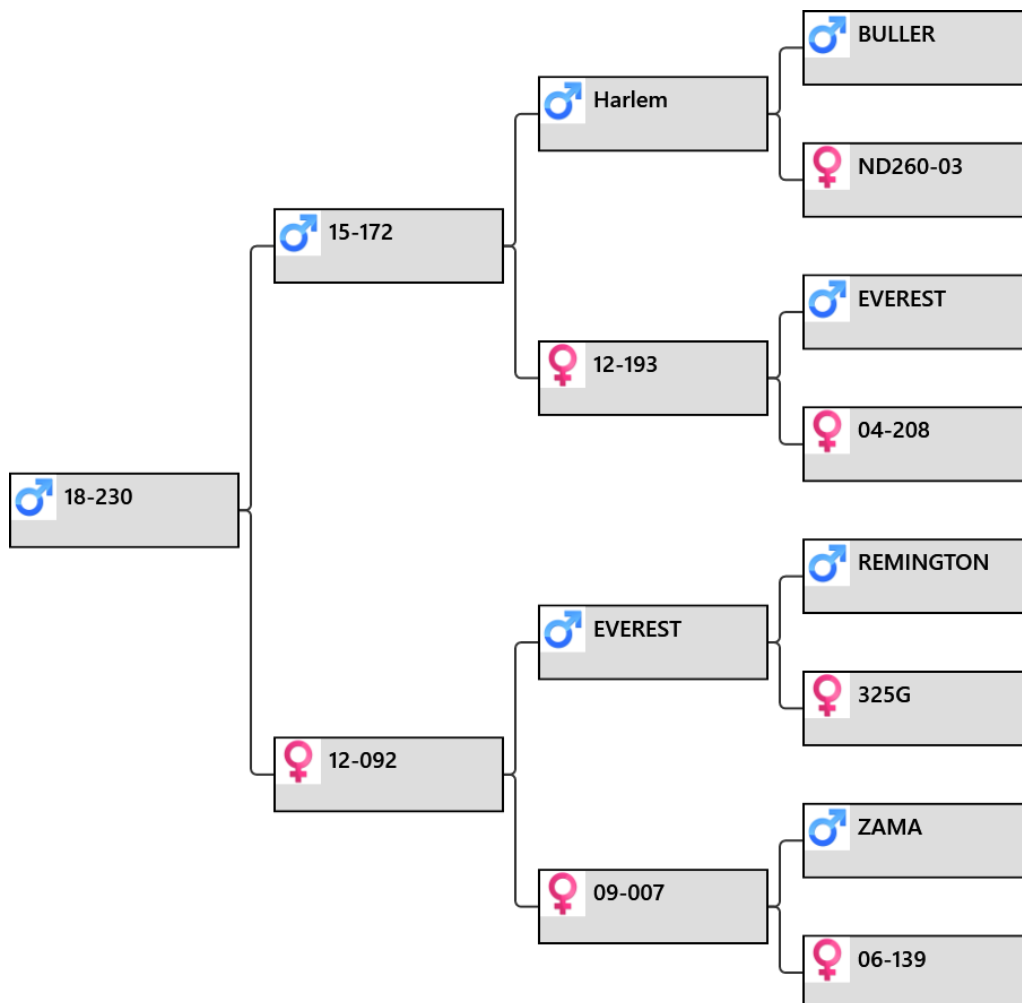 BULLER
Harlem
ND260-03
15-172
EVEREST
12-193
04-208
18-230
REMINGTON
EVEREST
325G
12-092
ZAMA
09-007
06-139